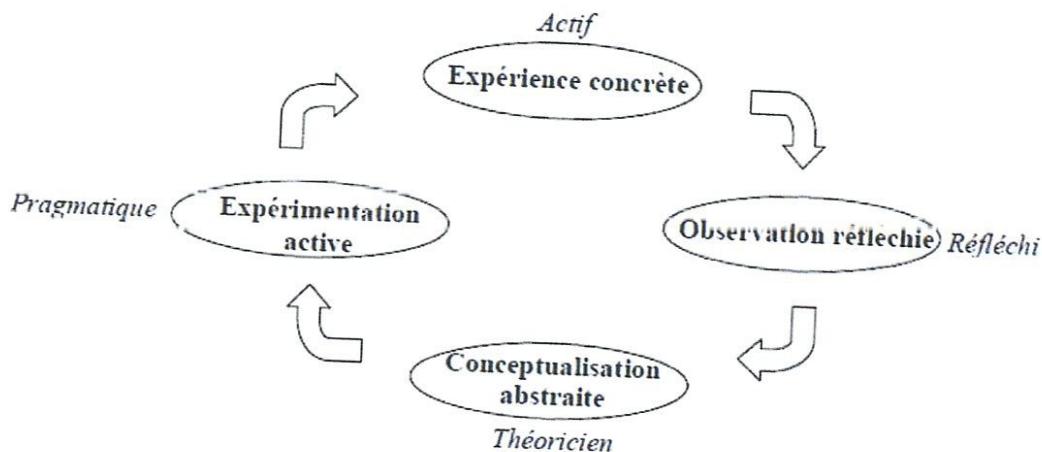 Actif
Expérience concrète
Pragmatique
Expérimentation
active
Observation réfléchie
Réfléchi
Conceptualisation
abstraite
Théoricien